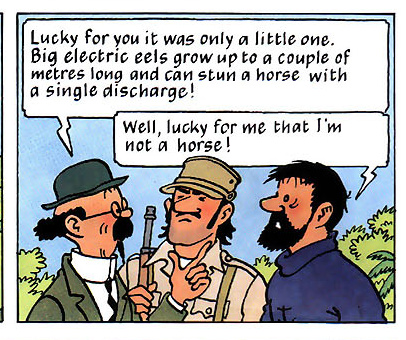 Lucky for you it was only a little one.
Big electric eels grow up to a couple of
metres long and can stun a horse with
a single discharge!
Well, lucky for me that I'm
not a horse!